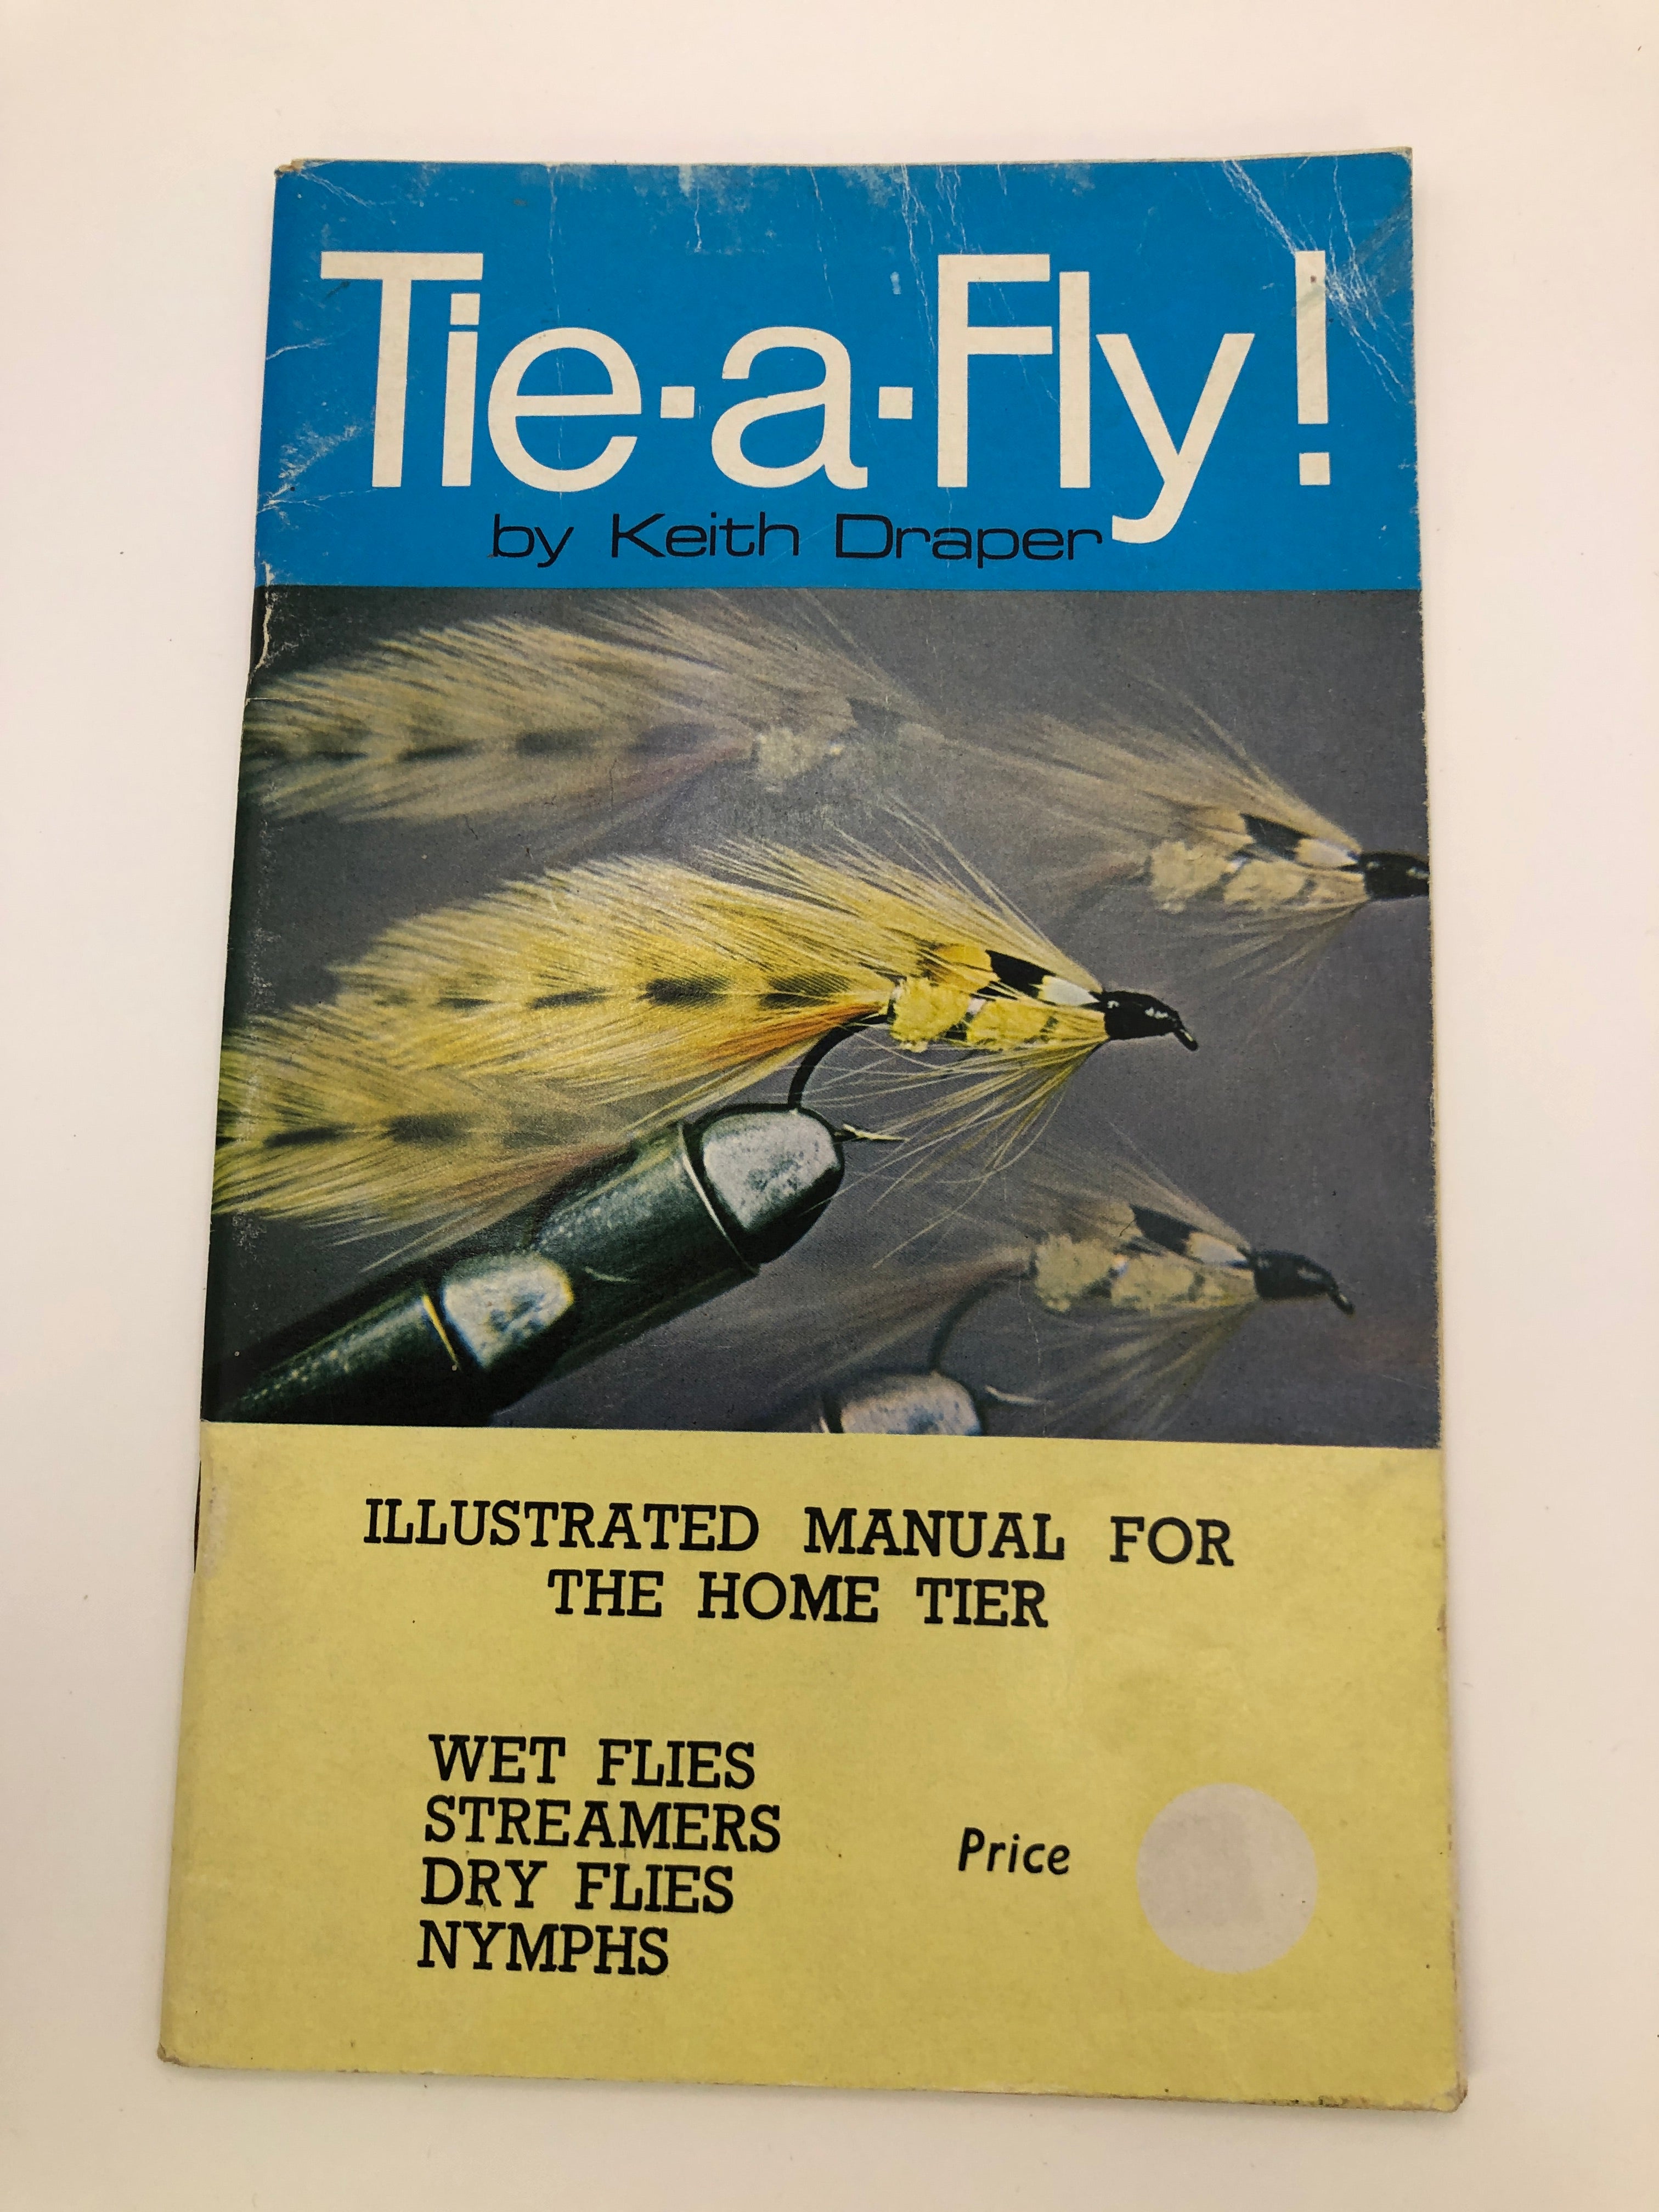 Tie·a·Fly!
by Keith Draper
ILLUSTRATED MANUAL FOR
THE HOME TIER
WET FLIES
STREAMERS
DRY FLIES
NYMPHS
Price